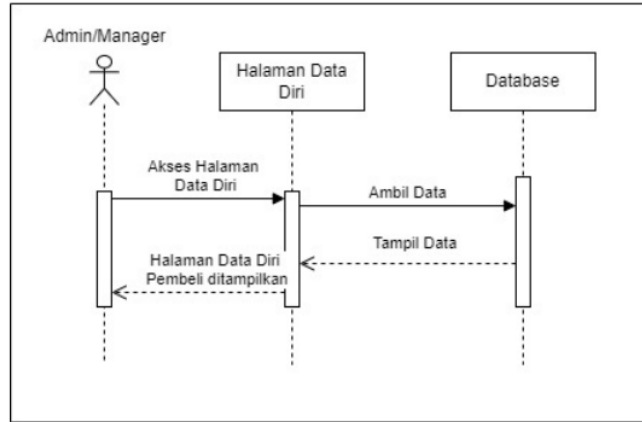 Admin/Manager
Halaman Data
Diri
Database
Akses Halaman
Data Diri
Ambil Data
Tampil Data
Halaman Data Diri
Pembeli ditampilkan